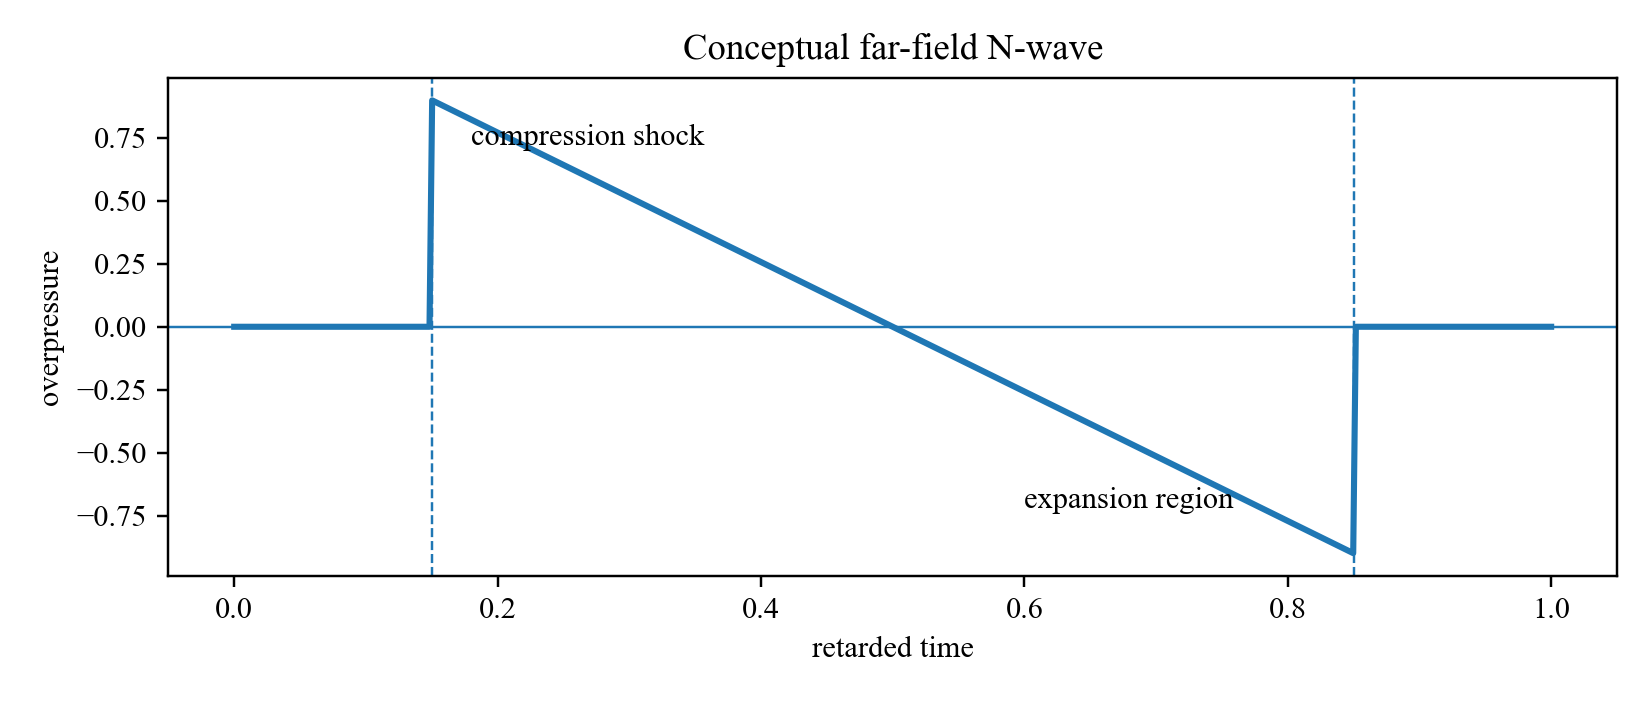 Conceptual far-field N-wave
compression shock
expansion region
overpressure
0.75
0.50
0.25
0.00
−0.25
−0.50
−0.75
0.0
0.2
0.4
0.6
0.8
1.0
retarded time